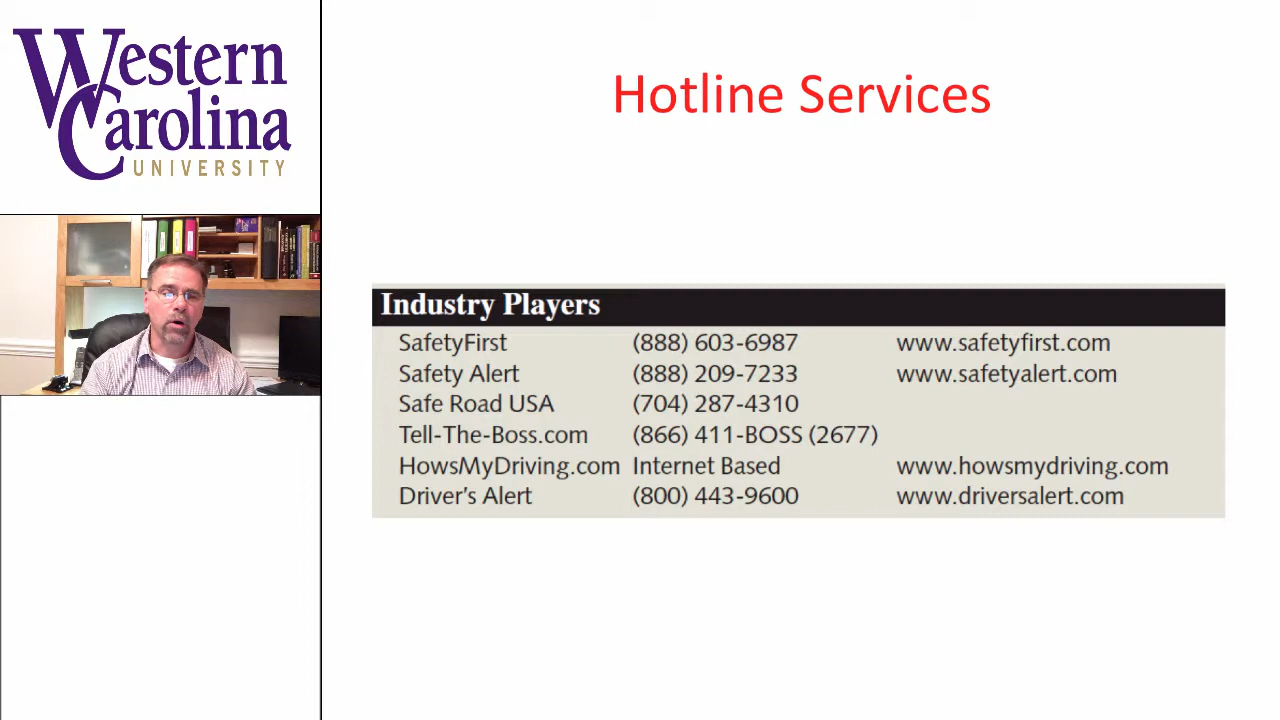 Western
Carolina
UNIVERSITY
Hotline Services
Industry Players
SafetyFirst (888) 603-6987 www.safetyfirst.com
Safety Alert (888) 209-7233 www.safetyalert.com
Safe Road USA (704) 287-4310
Tell-The-Boss.com (866) 411-BOSS (2677)
HowsMyDriving.com Internet Based www.howsmydriving.com
Driver's Alert (800) 443-9600 www.driversalert.com